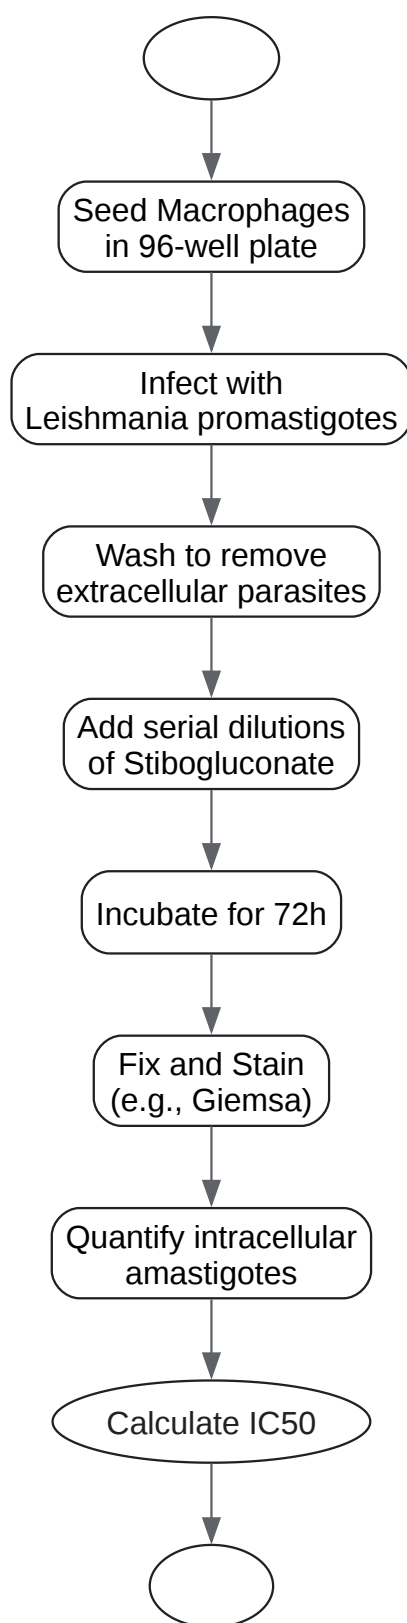 Seed Macrophages
in 96-well plate
Infect with
Leishmania promastigotes
Wash to remove
extracellular parasites
Add serial dilutions
of Stibogluconate
Incubate for 72h
Fix and Stain
(e.g., Giemsa)
Quantify intracellular
amastigotes
Calculate IC50